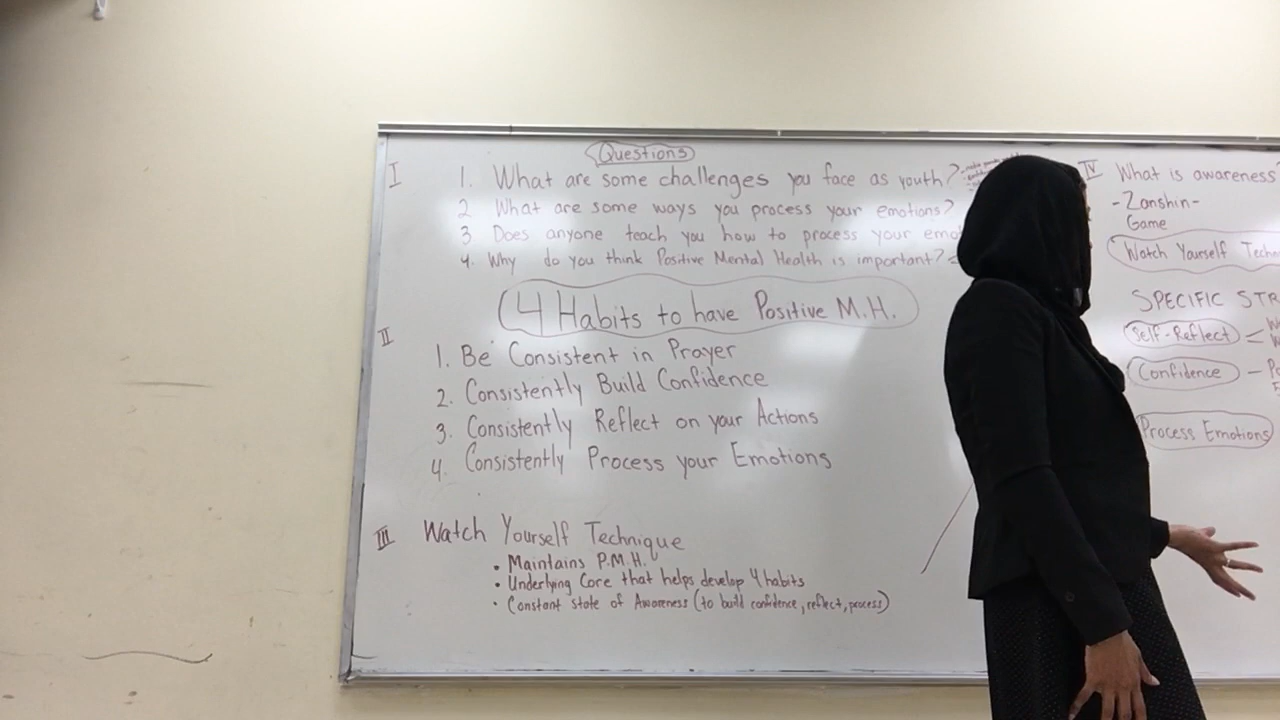 Questions
I
1. What are some challenges you face as youth?
2 What are some ways you process your emotions?
3 Does anyone teach you how to process your emo
4. Why do you think Positive Mental Health is important?
4 Habits to have Positive M.H.
II
1. Be Consistent in Prayer
2. Consistently Build Confidence
3. Consistently Reflect on your Actions
4. Consistently Process your Emotions
III Watch Yourself Technique
• Maintains P.M.H.
• Underlying Core that helps develop 4 habits
• Constant state of Awareness (to build confidence, reflect, process)
IV What is awareness
-Zanshin-
Game
Watch Yourself Techn
SPECIFIC STR
Self-Reflect
Confidence -
Process Emotions